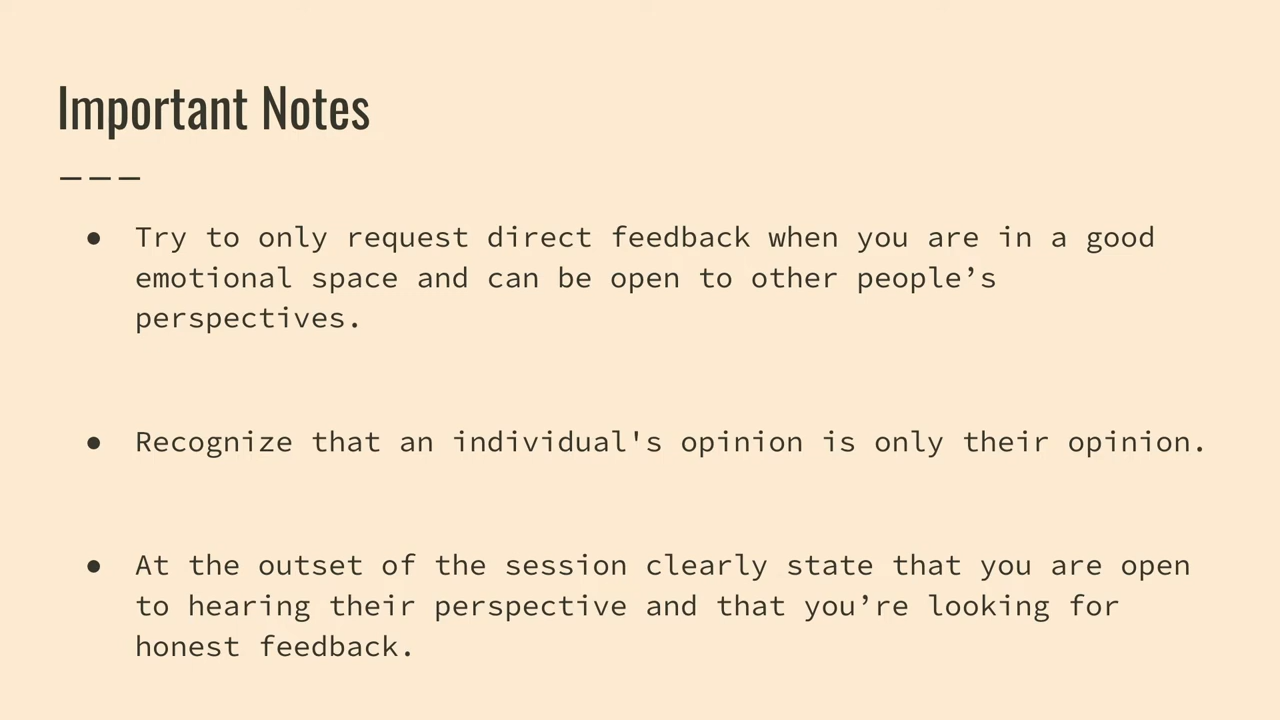 Important Notes
● Try to only request direct feedback when you are in a good
emotional space and can be open to other people’s
perspectives.
● Recognize that an individual's opinion is only their opinion.
● At the outset of the session clearly state that you are open
to hearing their perspective and that you’re looking for
honest feedback.